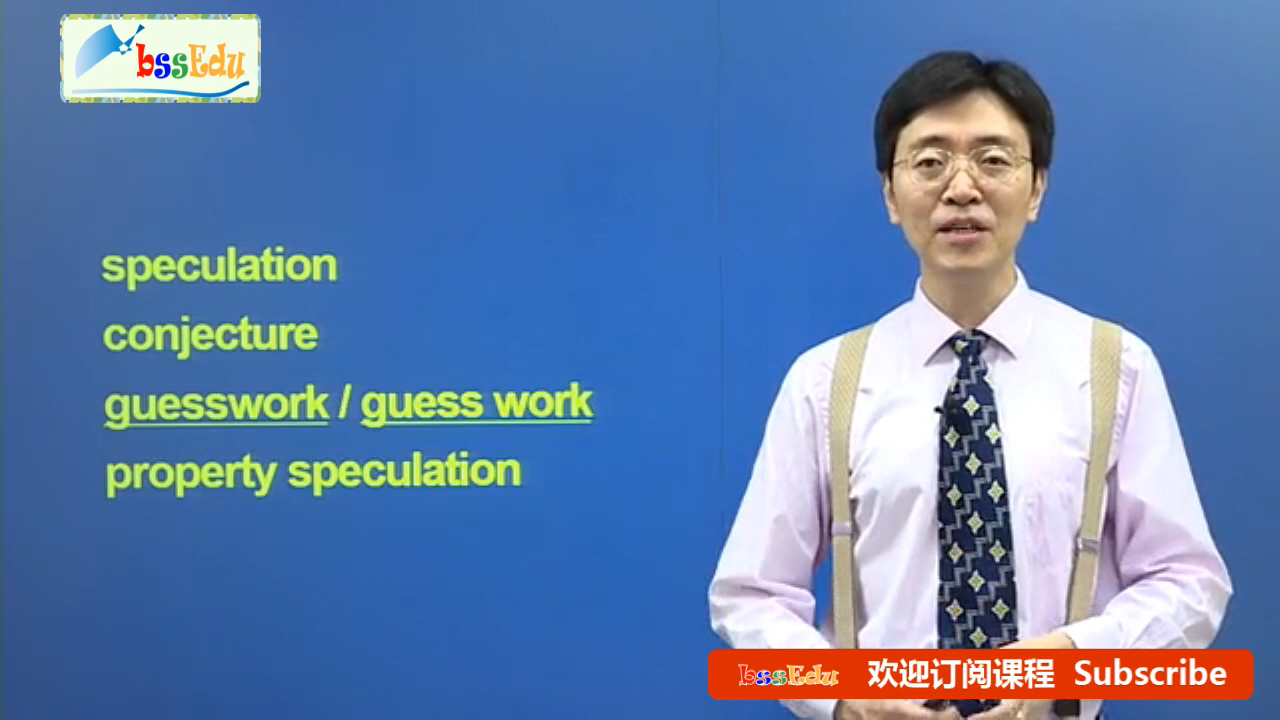 bssEdu
speculation
conjecture
guesswork / guess work
property speculation
bssEdu 欢迎订阅课程 Subscribe